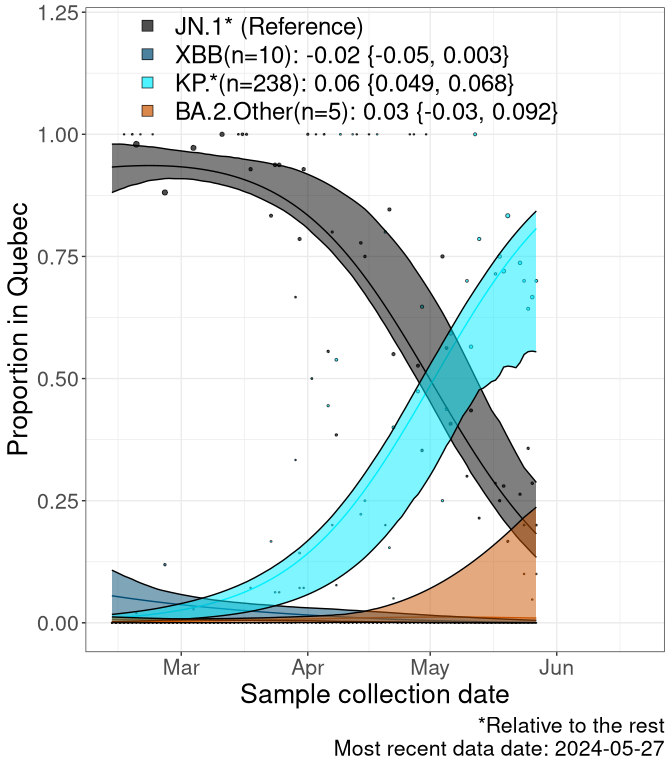 JN.1* (Reference)
XBB(n=10): -0.02 {-0.05, 0.003}
KP.*(n=238): 0.06 {0.049, 0.068}
BA.2.Other(n=5): 0.03 {-0.03, 0.092}
1.25
1.00
0.75
0.50
0.25
0.00
Proportion in Quebec
Mar Apr May Jun
Sample collection date
*Relative to the rest
Most recent data date: 2024-05-27